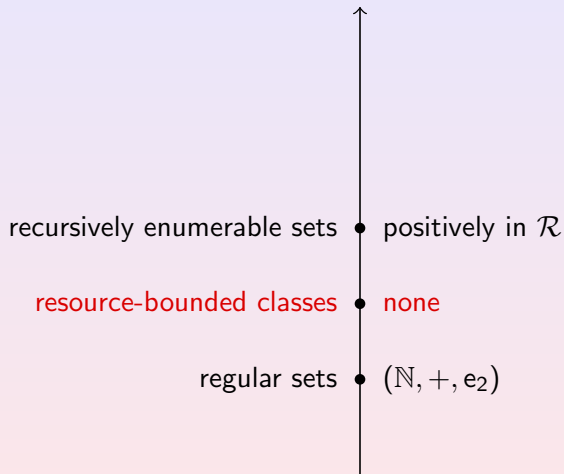 recursively enumerable sets positively in ℛ
resource-bounded classes none
regular sets (ℕ, +, e₂)